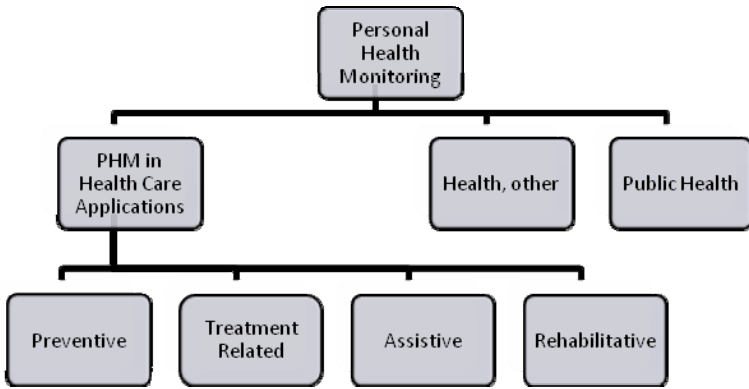 Personal
Health
Monitoring
PHM in
Health Care
Applications
Health, other
Public Health
Preventive
Treatment
Related
Assistive
Rehabilitative